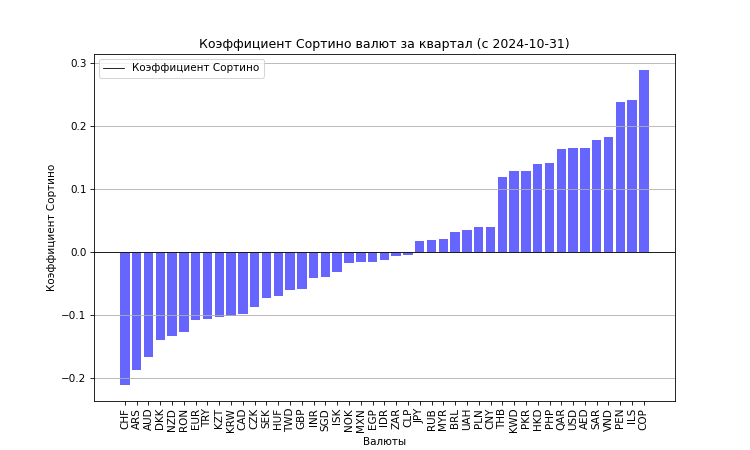 Коэффициент Сортино валют за квартал (с 2024-10-31)
Коэффициент Сортино
0.3
0.2
0.1
0.0
−0.1
−0.2
Коэффициент Сортино
CHF
ARS
AUD
DKK
NZD
RON
EUR
TRY
KZT
KRW
CAD
CZK
SEK
HUF
TWD
GBP
INR
SGD
ISK
NOK
MXN
EGP
IDR
ZAR
CLP
JPY
RUB
MYR
BRL
UAH
PLN
CNY
THB
KWD
PKR
HKD
PHP
QAR
USD
AED
SAR
VND
PEN
ILS
COP
Валюты